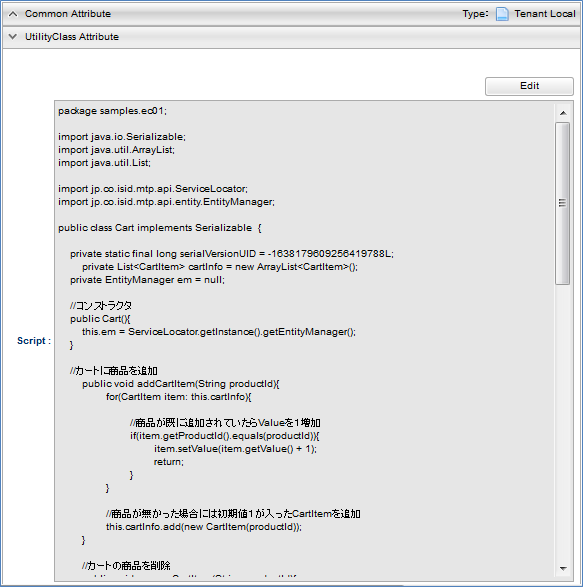 Common Attribute
Type: Tenant Local
UtilityClass Attribute
Edit
Script :
package samples.ec01;
import java.io.Serializable;
import java.util.ArrayList;
import java.util.List;
import jp.co.isid.mtp.api.ServiceLocator;
import jp.co.isid.mtp.api.entity.EntityManager;
public class Cart implements Serializable {
private static final long serialVersionUID = -1638179609256419788L;
private List<CartItem> cartInfo = new ArrayList<CartItem>();
private EntityManager em = null;
//コンストラクタ
public Cart(){
this.em = ServiceLocator.getInstance().getEntityManager();
}
//カートに商品を追加
public void addCartItem(String productId){
for(CartItem item: this.cartInfo){
//商品が既に追加されていたらValueを1増加
if(item.getProductId().equals(productId)){
item.setValue(item.getValue() + 1);
return;
}
}
//商品が無かった場合には初期値1が入ったCartItemを追加
this.cartInfo.add(new CartItem(productId));
}
//カートの商品を削除